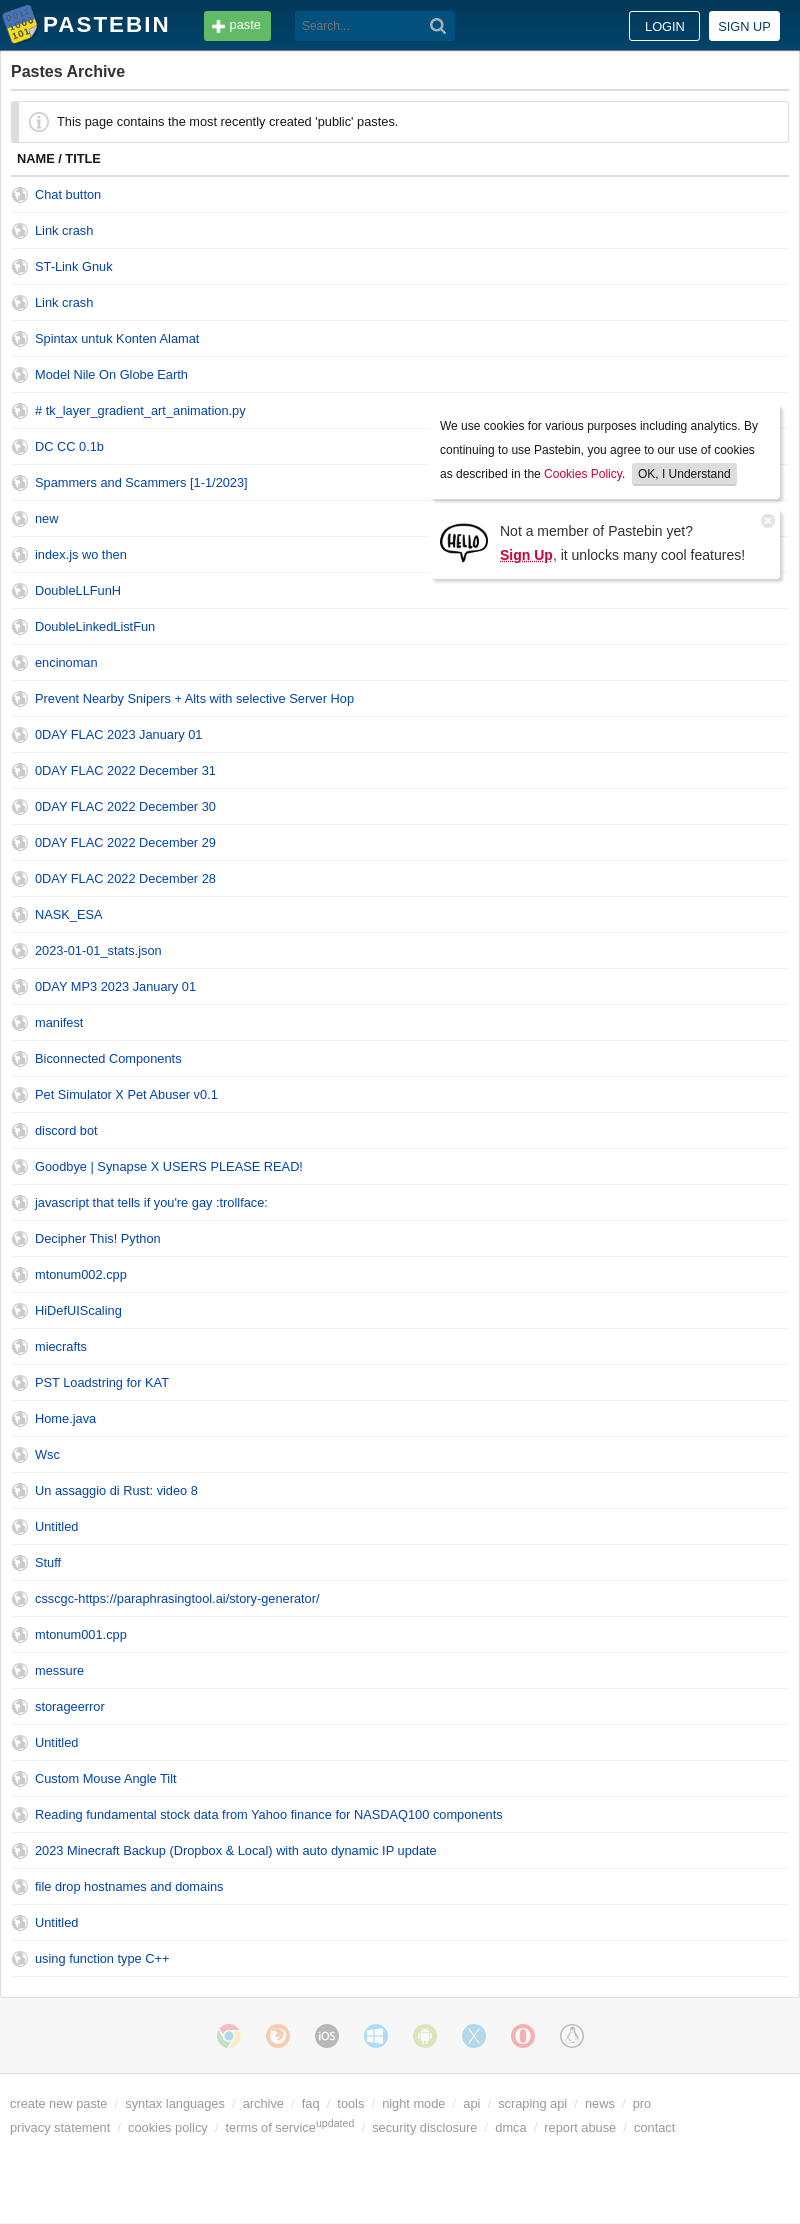 PASTEBIN paste Search... LOGIN SIGN UP
Pastes Archive
This page contains the most recently created 'public' pastes.
NAME / TITLE
Chat button
Link crash
ST-Link Gnuk
Link crash
Spintax untuk Konten Alamat
Model Nile On Globe Earth
# tk_layer_gradient_art_animation.py
DC CC 0.1b
Spammers and Scammers [1-1/2023]
new
index.js wo then
DoubleLLFunH
DoubleLinkedListFun
encinoman
Prevent Nearby Snipers + Alts with selective Server Hop
0DAY FLAC 2023 January 01
0DAY FLAC 2022 December 31
0DAY FLAC 2022 December 30
0DAY FLAC 2022 December 29
0DAY FLAC 2022 December 28
NASK_ESA
2023-01-01_stats.json
0DAY MP3 2023 January 01
manifest
Biconnected Components
Pet Simulator X Pet Abuser v0.1
discord bot
Goodbye | Synapse X USERS PLEASE READ!
javascript that tells if you're gay :trollface:
Decipher This! Python
mtonum002.cpp
HiDefUIScaling
miecrafts
PST Loadstring for KAT
Home.java
Wsc
Un assaggio di Rust: video 8
Untitled
Stuff
csscgc-https://paraphrasingtool.ai/story-generator/
mtonum001.cpp
messure
storageerror
Untitled
Custom Mouse Angle Tilt
Reading fundamental stock data from Yahoo finance for NASDAQ100 components
2023 Minecraft Backup (Dropbox & Local) with auto dynamic IP update
file drop hostnames and domains
Untitled
using function type C++
We use cookies for various purposes including analytics. By
continuing to use Pastebin, you agree to our use of cookies
as described in the Cookies Policy. OK, I Understand
HELLO
Not a member of Pastebin yet?
Sign Up, it unlocks many cool features!
iOS
create new paste / syntax languages / archive / faq / tools / night mode / api / scraping api / news / pro
privacy statement / cookies policy / terms of service updated / security disclosure / dmca / report abuse / contact